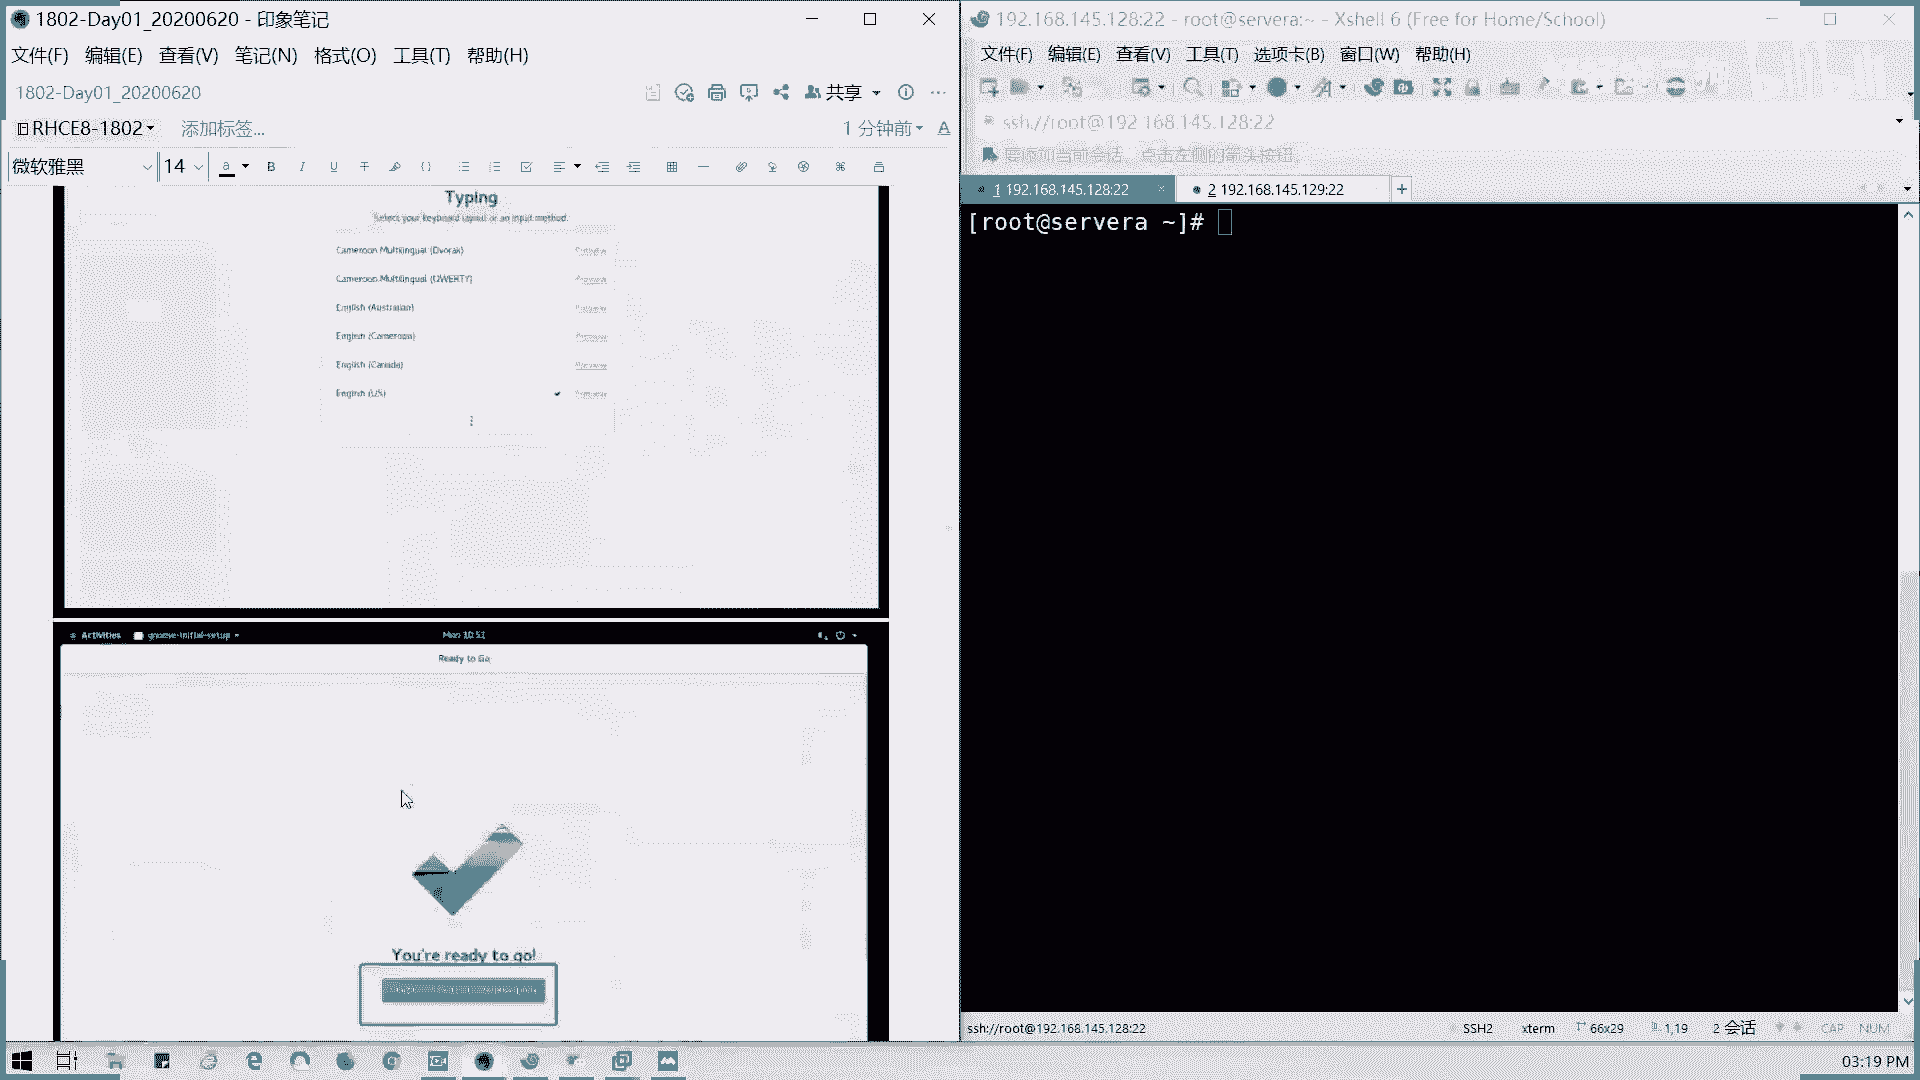 1802-Day01_20200620 - 印象笔记
文件(F) 编辑(E) 查看(V) 笔记(N) 格式(O) 工具(T) 帮助(H)
1802-Day01_20200620
共享
RHCE8-1802 添加标签...
1 分钟前
微软雅黑 14
Typing
Select your keyboard layout or an input method.
Cameroon Multilingual (Dvorak) Preview
Cameroon Multilingual (QWERTY) Preview
English (Australian) Preview
English (Cameroon) Preview
English (Canada) Preview
English (US) Preview
Activities gnome-initial-setup Mon 10:51
Ready to Go
You're ready to go!
192.168.145.128:22 - root@servera:~ - Xshell 6 (Free for Home/School)
文件(F) 编辑(E) 查看(V) 工具(T) 选项卡(B) 窗口(W) 帮助(H)
ssh://root@192.168.145.128:22
要添加当前会话，点击左侧的箭头按钮。
1 192.168.145.128:22
2 192.168.145.129:22
[root@servera ~]#
ssh://root@192.168.145.128:22 SSH2 xterm 66x29 1,19 2 会话 CAP NUM
03:19 PM